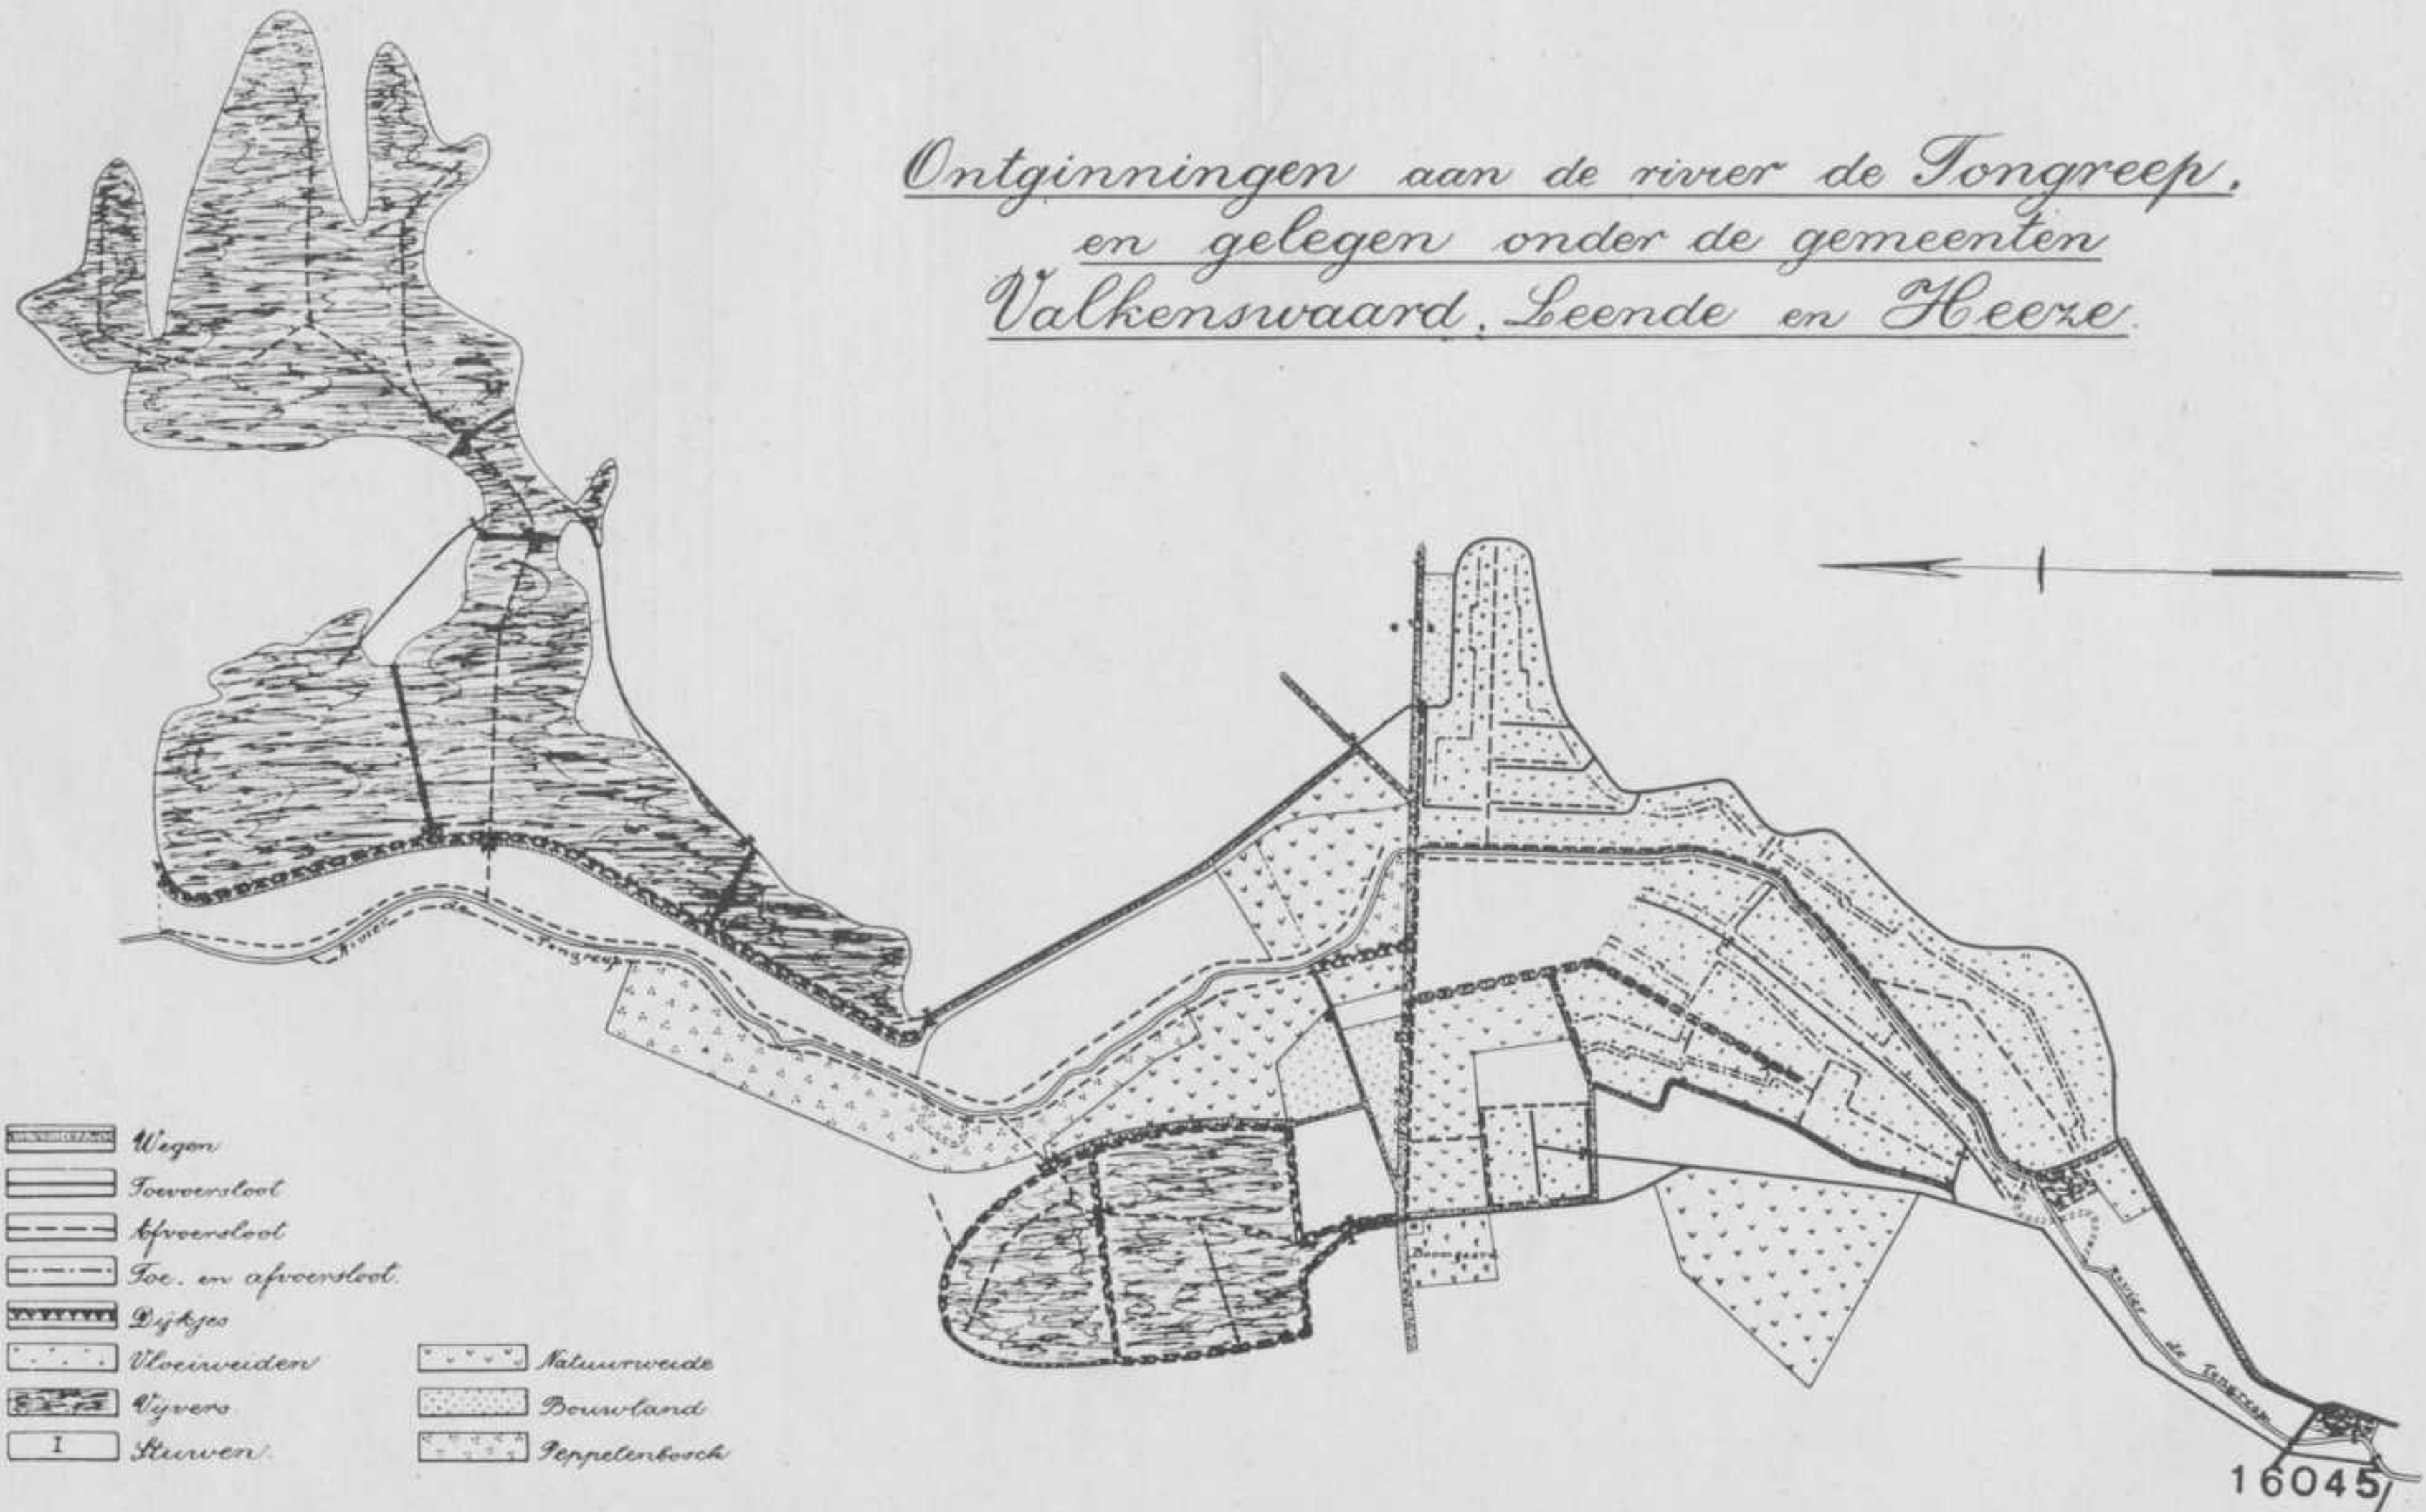 Ontginningen aan de rivier de Tongreep.
en gelegen onder de gemeenten
Valkenswaard, Leende en Heeze.
Rivier de Tongreep
Boomgaard
Rivier de Tongreep
Wegen
Toevoersloot
Afvoersloot
Toe- en afvoersloot.
Dijkjes
Vloeiweiden
Vijvers
I Stuwen.
Natuurweide
Bouwland
Peppelenbosch
16045